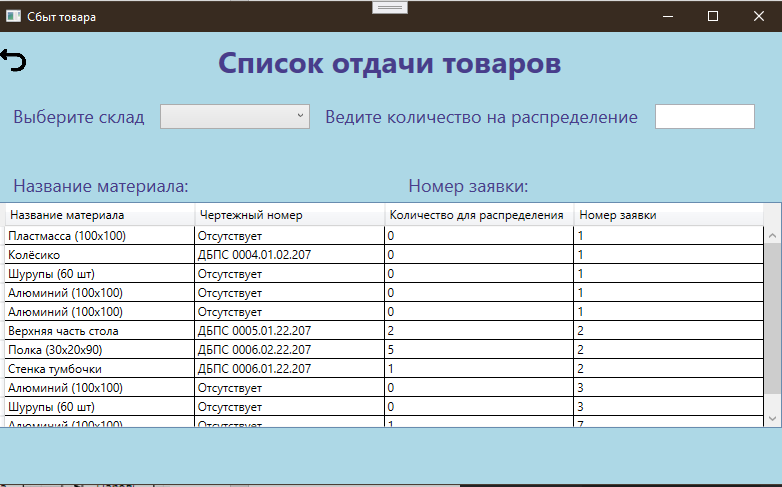 Сбыт товара
Список отдачи товаров
Выберите склад Ведите количество на распределение
Название материала: Номер заявки:
Название материала Чертежный номер Количество для распределения Номер заявки
Пластмасса (100x100) Отсутствует 0 1
Колёсико ДБПС 0004.01.02.207 0 1
Шурупы (60 шт) Отсутствует 0 1
Алюминий (100x100) Отсутствует 0 1
Алюминий (100x100) Отсутствует 0 1
Верхняя часть стола ДБПС 0005.01.22.207 2 2
Полка (30x20x90) ДБПС 0006.02.22.207 5 2
Стенка тумбочки ДБПС 0006.01.22.207 1 2
Алюминий (100x100) Отсутствует 0 3
Шурупы (60 шт) Отсутствует 0 3
Алюминий (100x100) Отсутствует 1 7